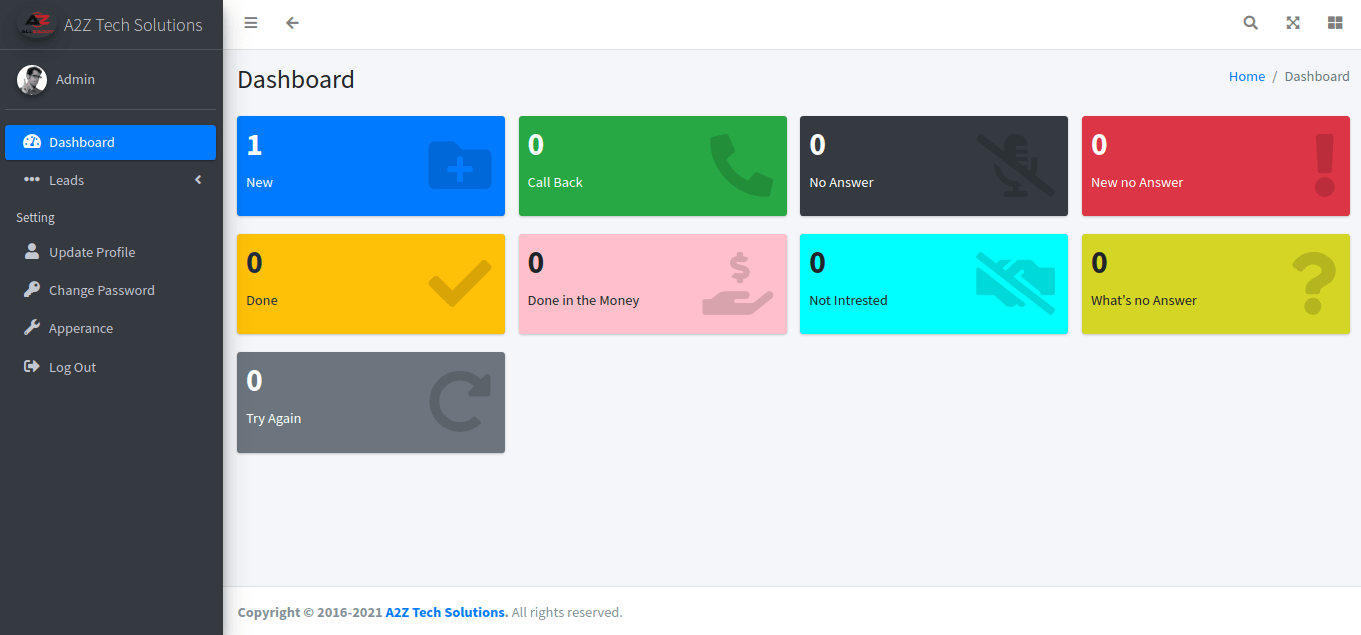 A2Z Tech Solutions
Admin
Dashboard
Leads
Setting
Update Profile
Change Password
Apperance
Log Out
Dashboard
Home / Dashboard
1
New
0
Call Back
0
No Answer
0
New no Answer
0
Done
0
Done in the Money
0
Not Intrested
0
What's no Answer
0
Try Again
Copyright © 2016-2021 A2Z Tech Solutions. All rights reserved.